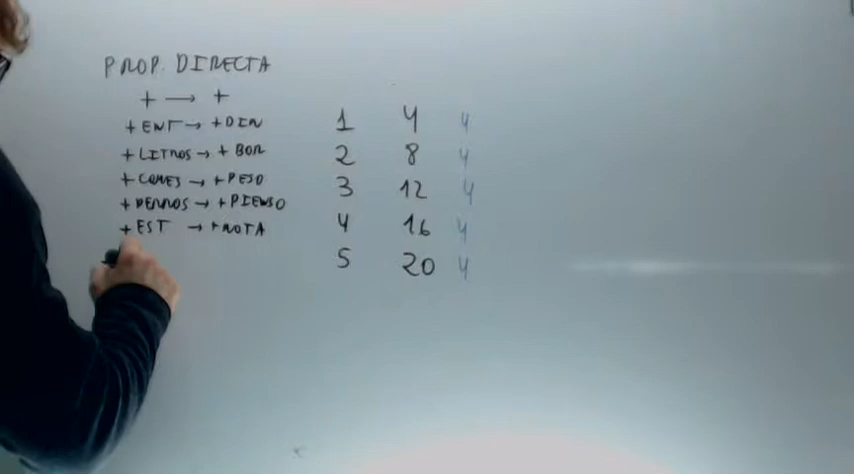 PROP. DIRECTA
+ → +
+ ENT → + DIN
+ LITROS → + BOR
+ COMES → + PESO
+ PERROS → + PIENSO
+ EST → + NOTA
1 4 4
2 8 4
3 12 4
4 16 4
5 20 4